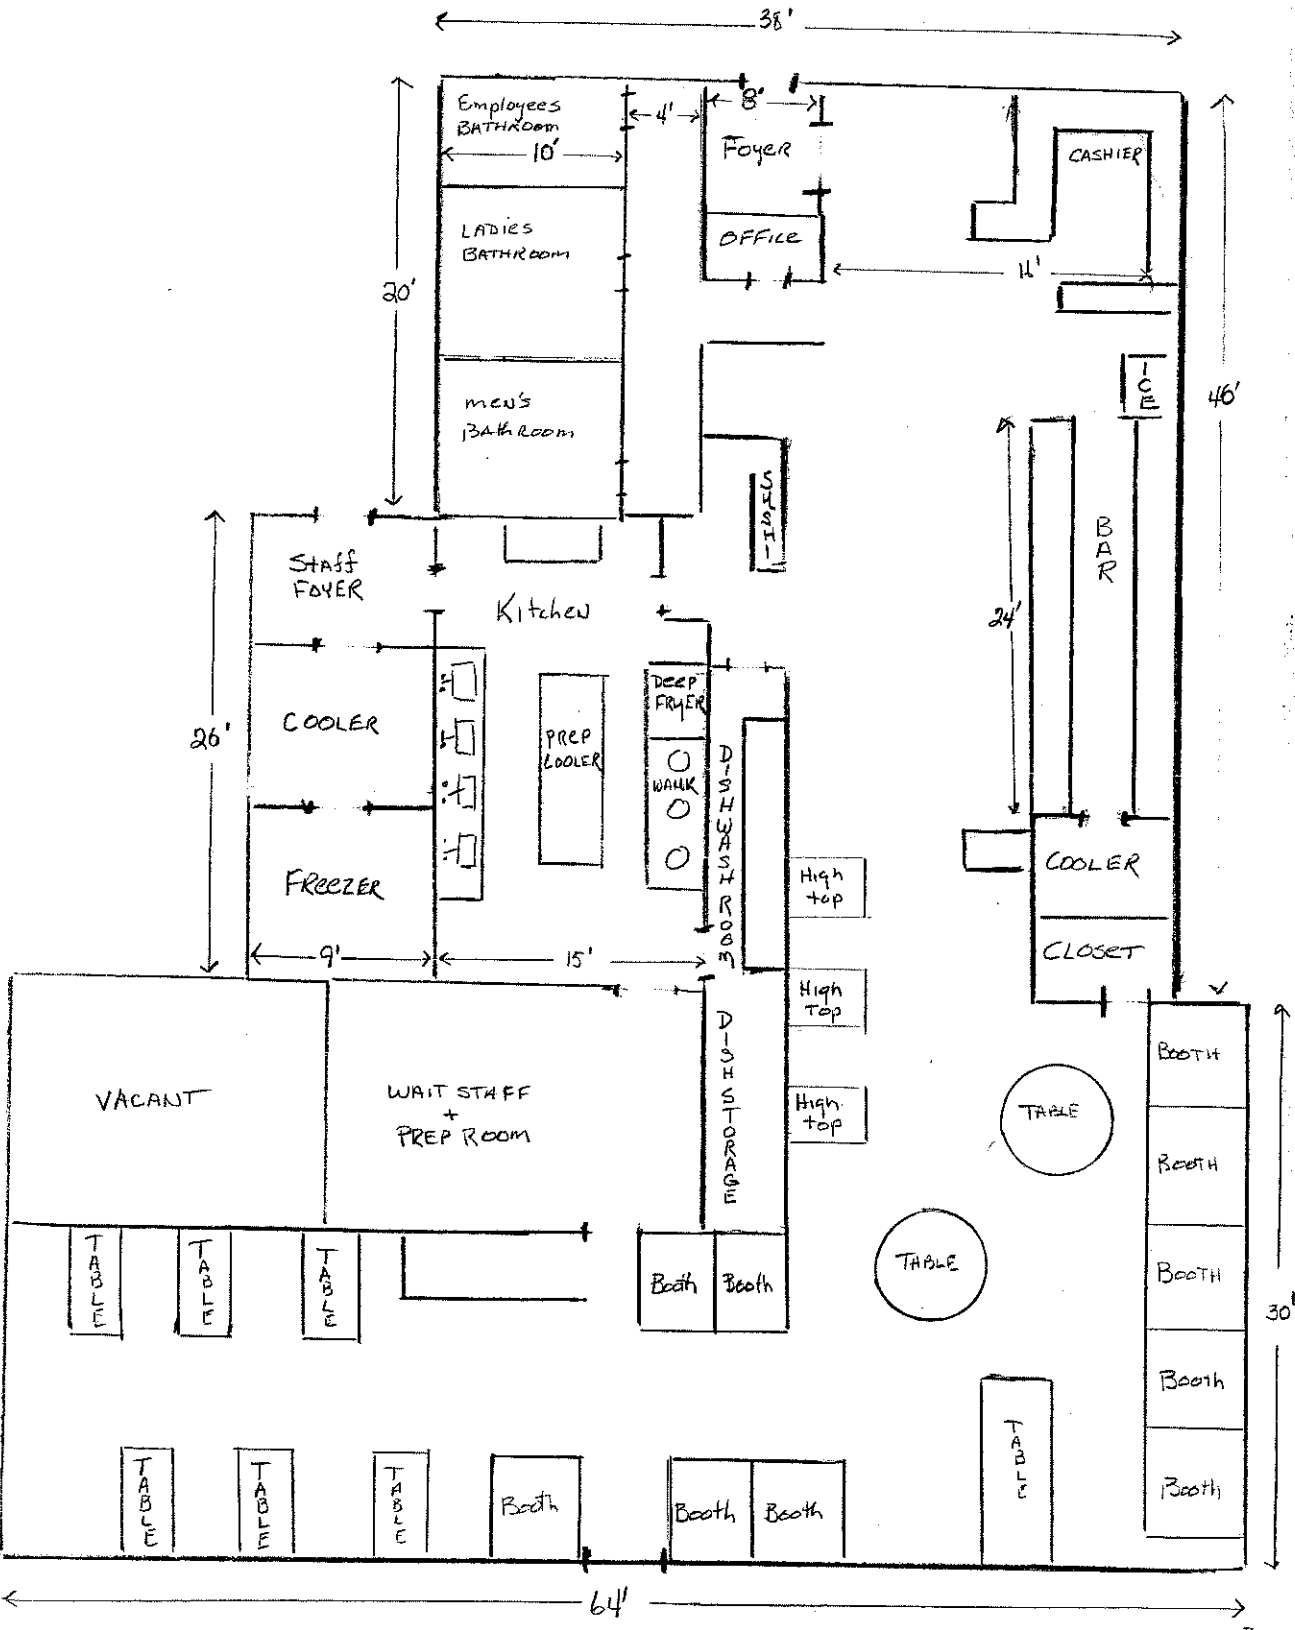 38'
Employees
BATHROOM
10'
4'
8'
Foyer
CASHIER
LADIES
BATHROOM
OFFICE
20'
46'
ICE
men's
BAThROOM
SUSHI
BAR
Staff
FOYER
Kitchen
24'
26'
COOLER
DEEP
FRYER
PREP
COOLER
WAHK
DISHWASH ROOM
FREEZER
High
top
COOLER
9'
15'
CLOSET
High
TOP
VACANT
WAIT STAFF
+
PREP ROOM
DISH STORAGE
High
top
TABLE
BOOTH
BOOTH
TABLE
TABLE
TABLE
Booth
Booth
TABLE
BOOTH
30'
TABLE
Booth
TABLE
TABLE
TABLE
Booth
Booth
Booth
TABLE
Booth
64'